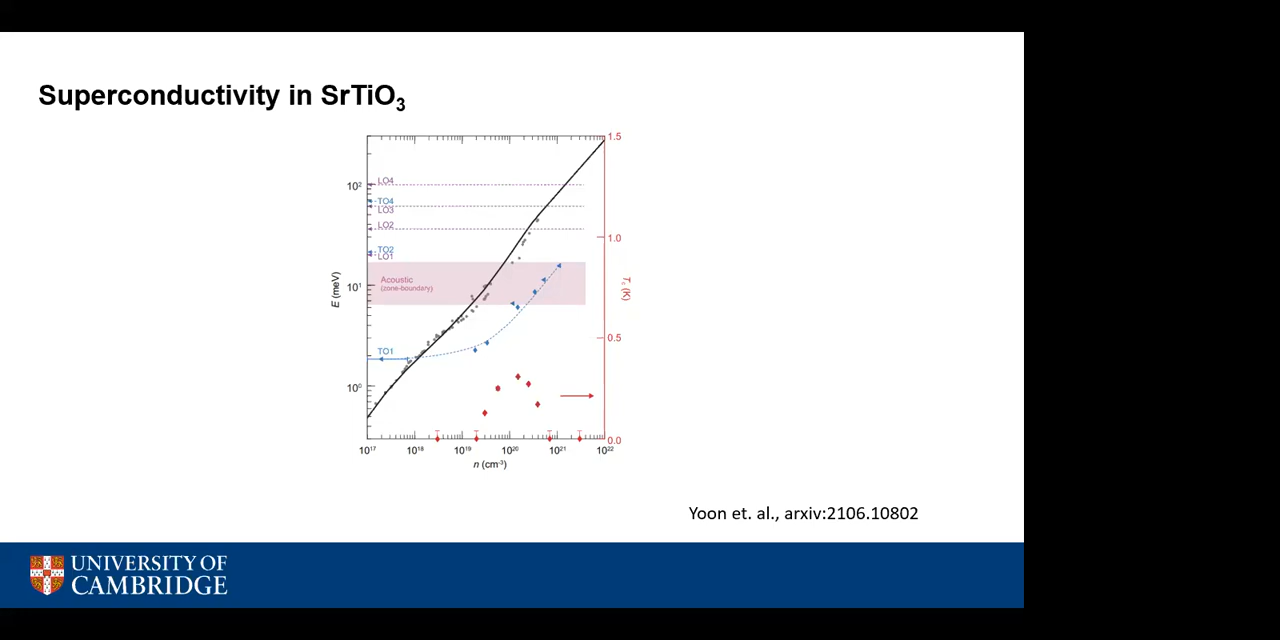 Superconductivity in SrTiO3
1.5
LO4
10²
TO4
LO3
LO2
1.0
TO2
LO1
Acoustic
(zone-boundary)
10¹
E (meV)
Tc (K)
0.5
TO1
10⁰
0.0
10¹⁷ 10¹⁸ 10¹⁹ 10²⁰ 10²¹ 10²²
n (cm⁻³)
Yoon et. al., arxiv:2106.10802
UNIVERSITY OF
CAMBRIDGE